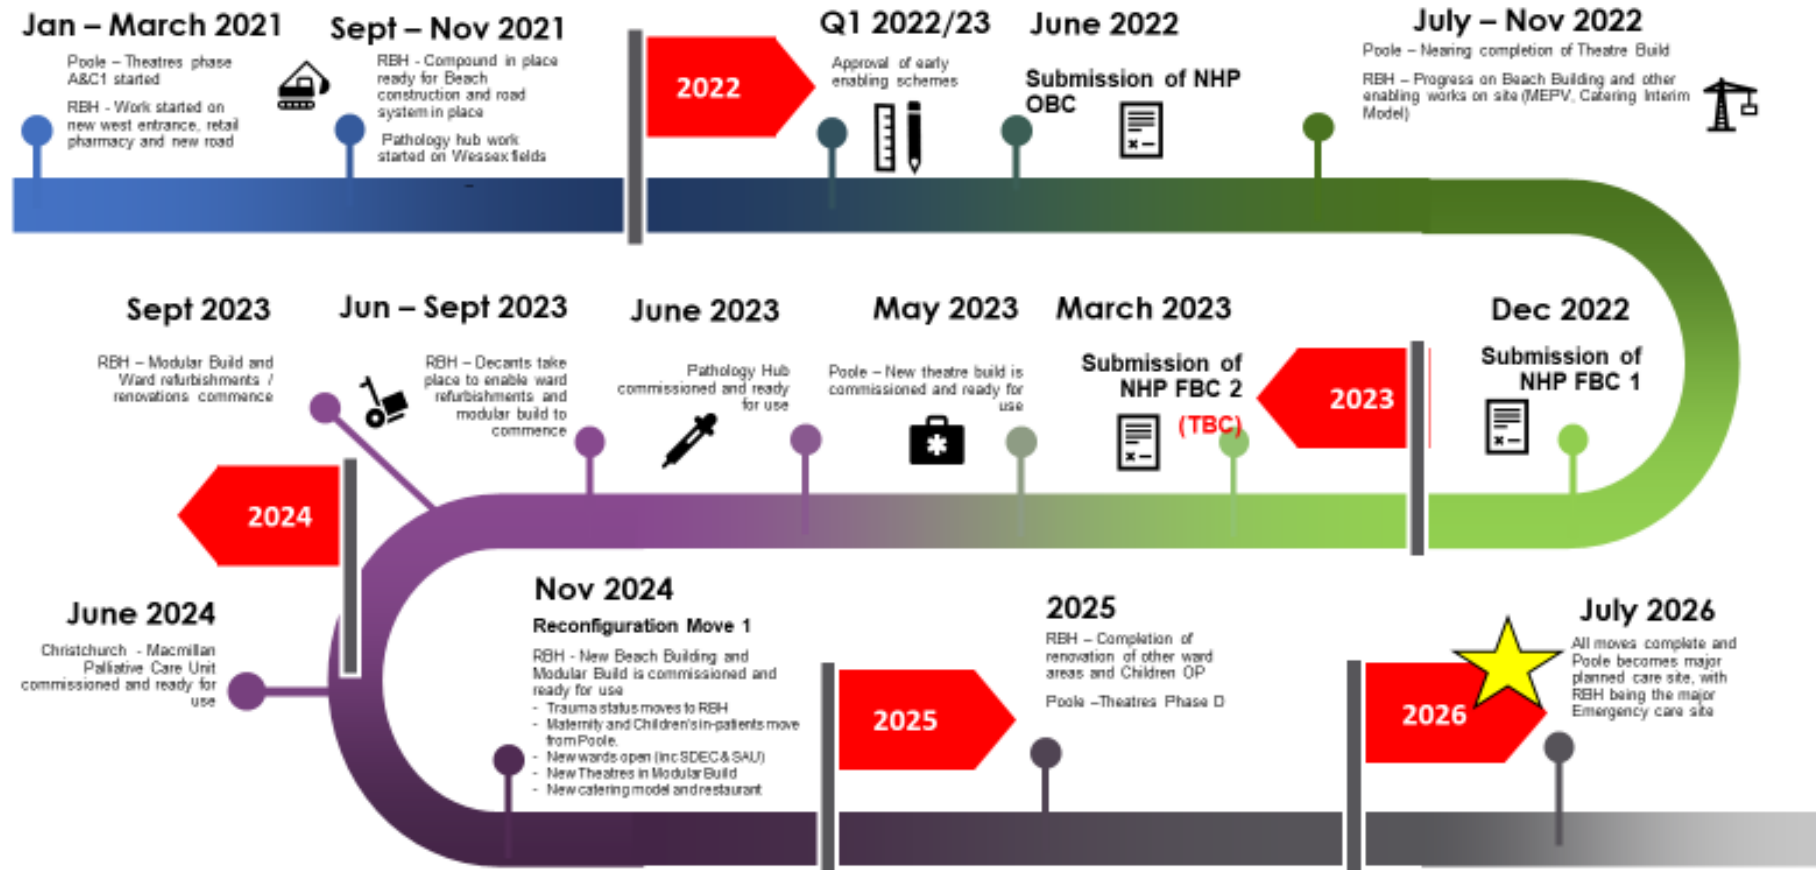 Jan – March 2021
Poole – Theatres phase
A&C1 started
RBH - Work started on
new west entrance, retail
pharmacy and new road
Sept – Nov 2021
RBH - Compound in place
ready for Beach
construction and road
system in place
Pathology hub work
started on Wessex fields
2022
Q1 2022/23
Approval of early
enabling schemes
June 2022
Submission of NHP
OBC
July – Nov 2022
Poole – Nearing completion of Theatre Build
RBH – Progress on Beach Building and other
enabling works on site (MEPV, Catering Interim
Model)
Dec 2022
Submission of
NHP FBC 1
2023
March 2023
Submission of
NHP FBC 2
(TBC)
May 2023
Poole – New theatre build is
commissioned and ready for
use
June 2023
Pathology Hub
commissioned and ready
for use
Jun – Sept 2023
RBH – Decants take
place to enable ward
refurbishments and
modular build to
commence
Sept 2023
RBH – Modular Build and
Ward refurbishments /
renovations commence
2024
June 2024
Christchurch - Macmillan
Palliative Care Unit
commissioned and ready for
use
Nov 2024
Reconfiguration Move 1
RBH - New Beach Building and
Modular Build is commissioned and
ready for use
- Trauma status moves to RBH
- Maternity and Children's in-patients move
from Poole.
- New wards open (inc SDEC & SAU)
- New Theatres in Modular Build
- New catering model and restaurant
2025
2025
RBH – Completion of
renovation of other ward
areas and Children OP
Poole –Theatres Phase D
2026
July 2026
All moves complete and
Poole becomes major
planned care site, with
RBH being the major
Emergency care site